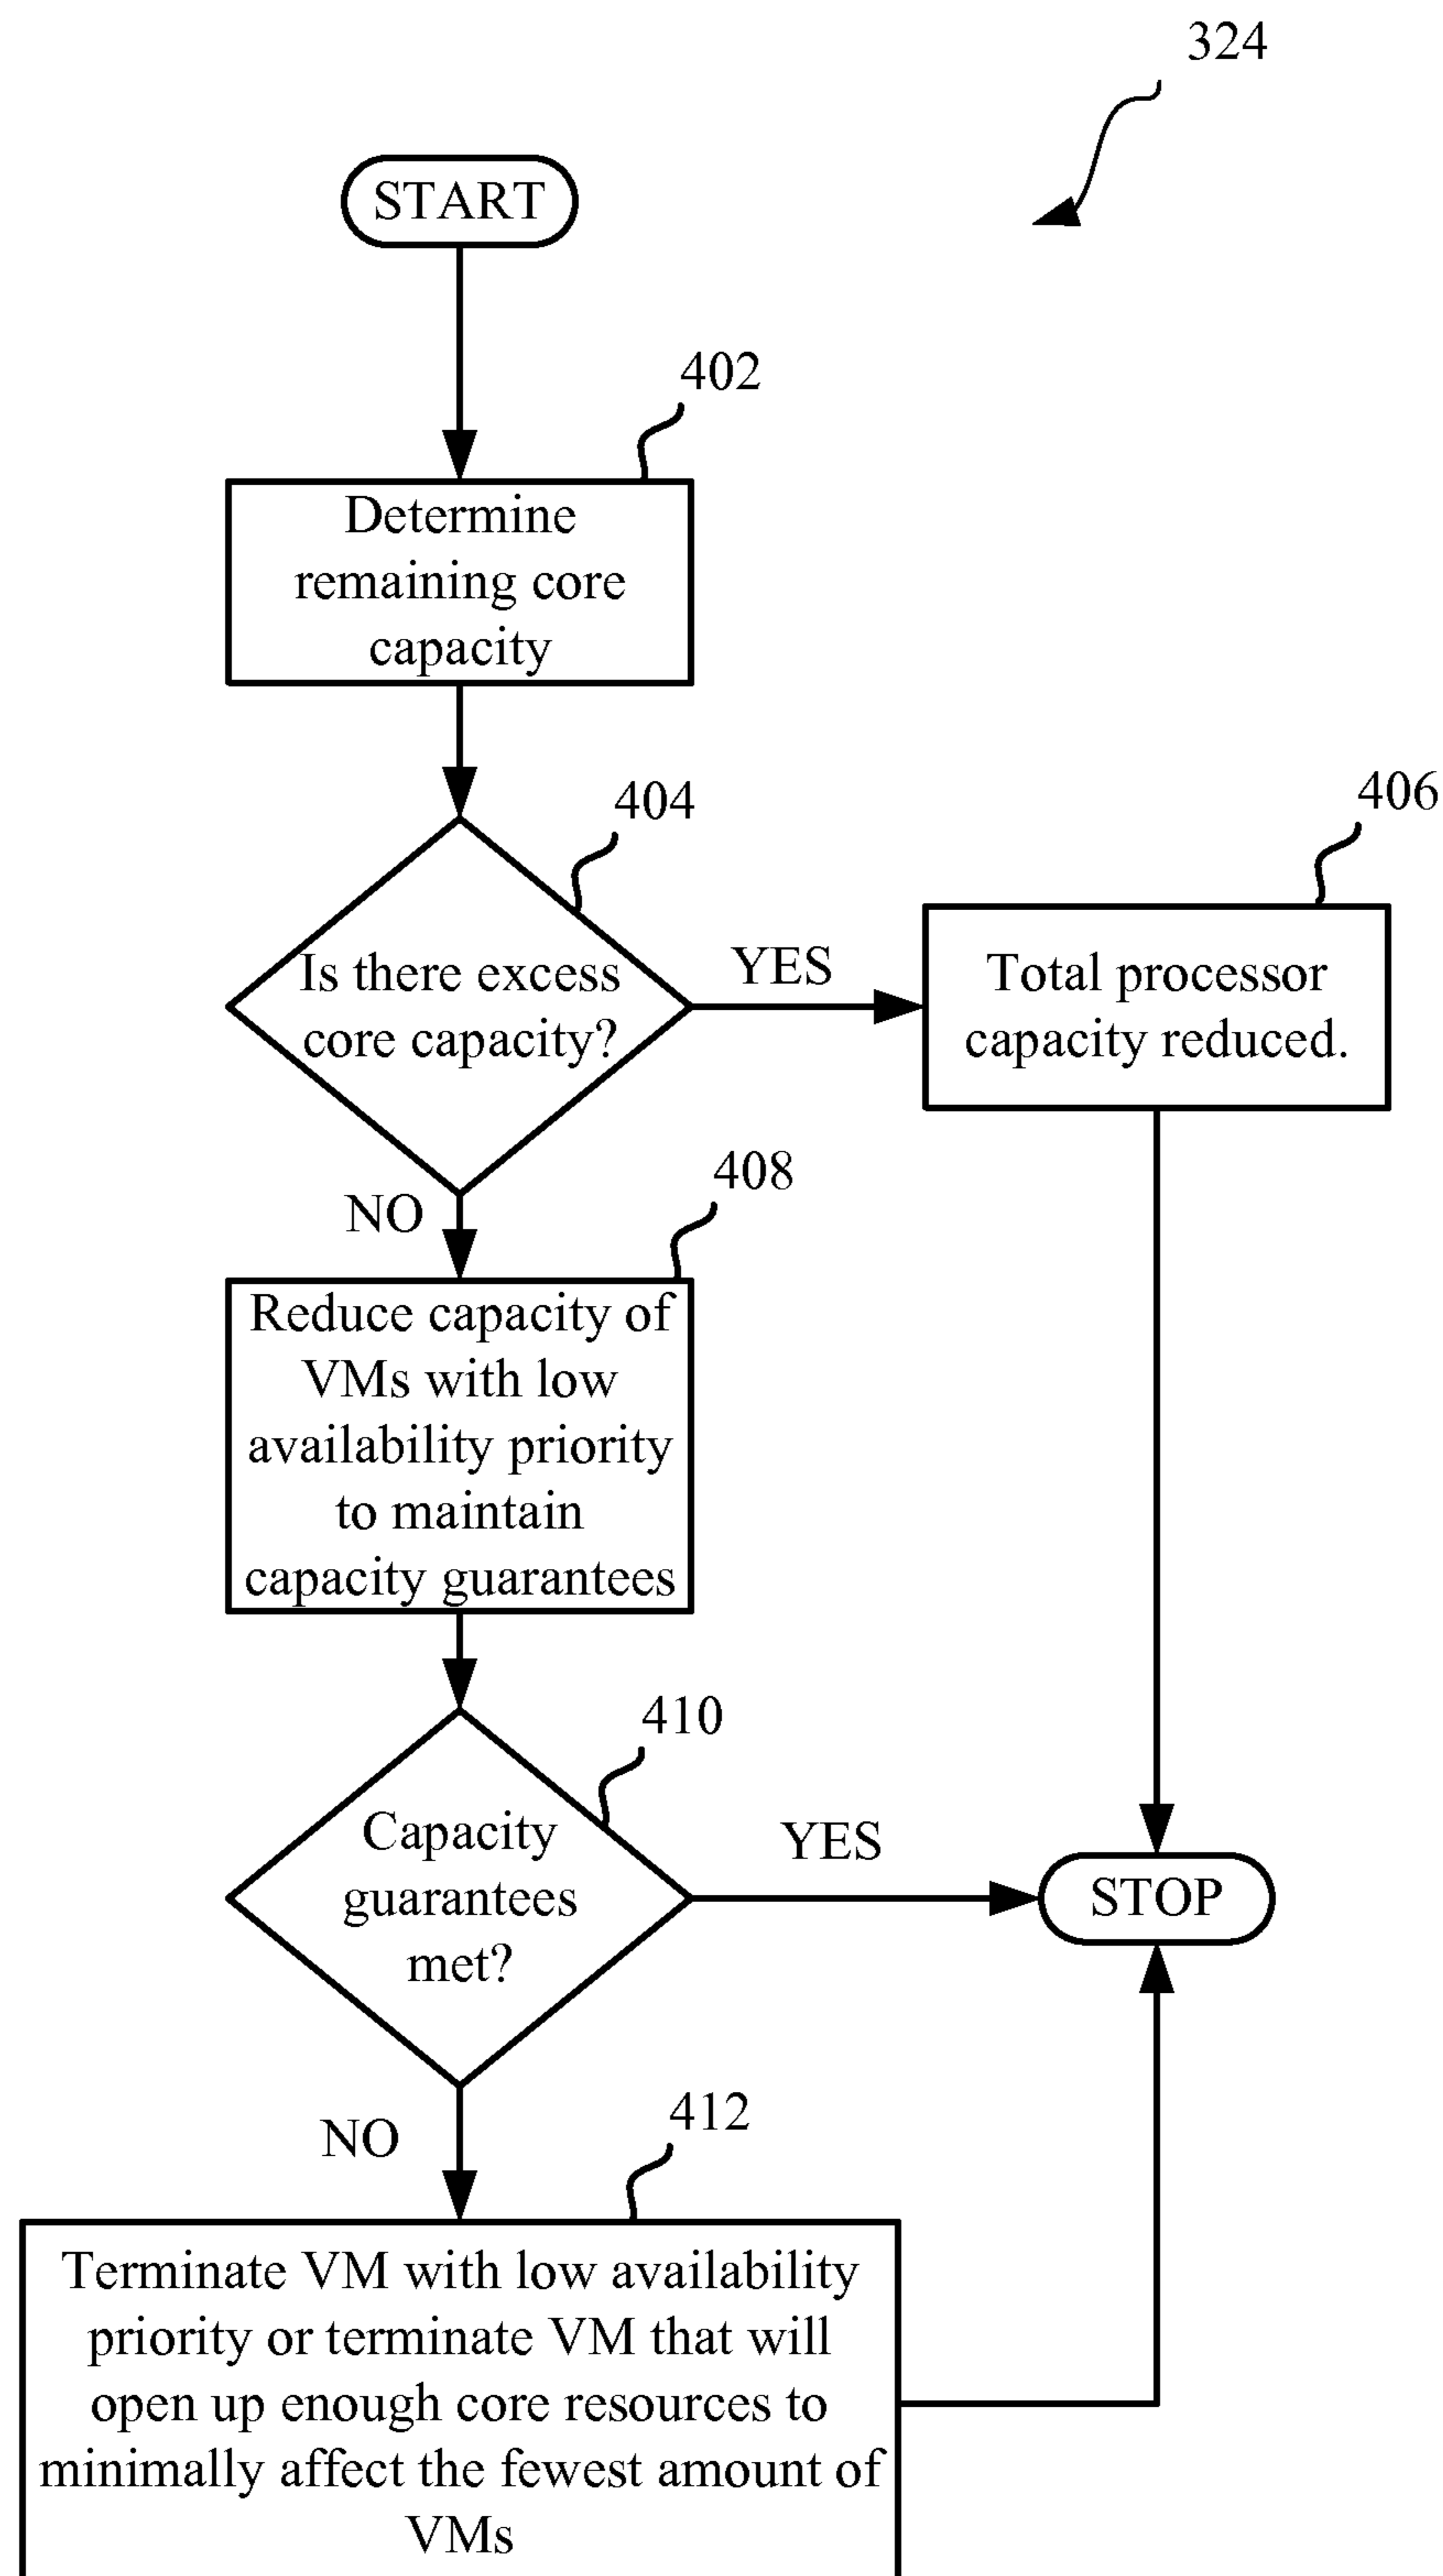 324
START
402
Determine
remaining core
capacity
404
406
Is there excess
core capacity?
YES
Total processor
capacity reduced.
NO
408
Reduce capacity of
VMs with low
availability priority
to maintain
capacity guarantees
410
Capacity
guarantees
met?
YES
STOP
NO
412
Terminate VM with low availability
priority or terminate VM that will
open up enough core resources to
minimally affect the fewest amount of
VMs